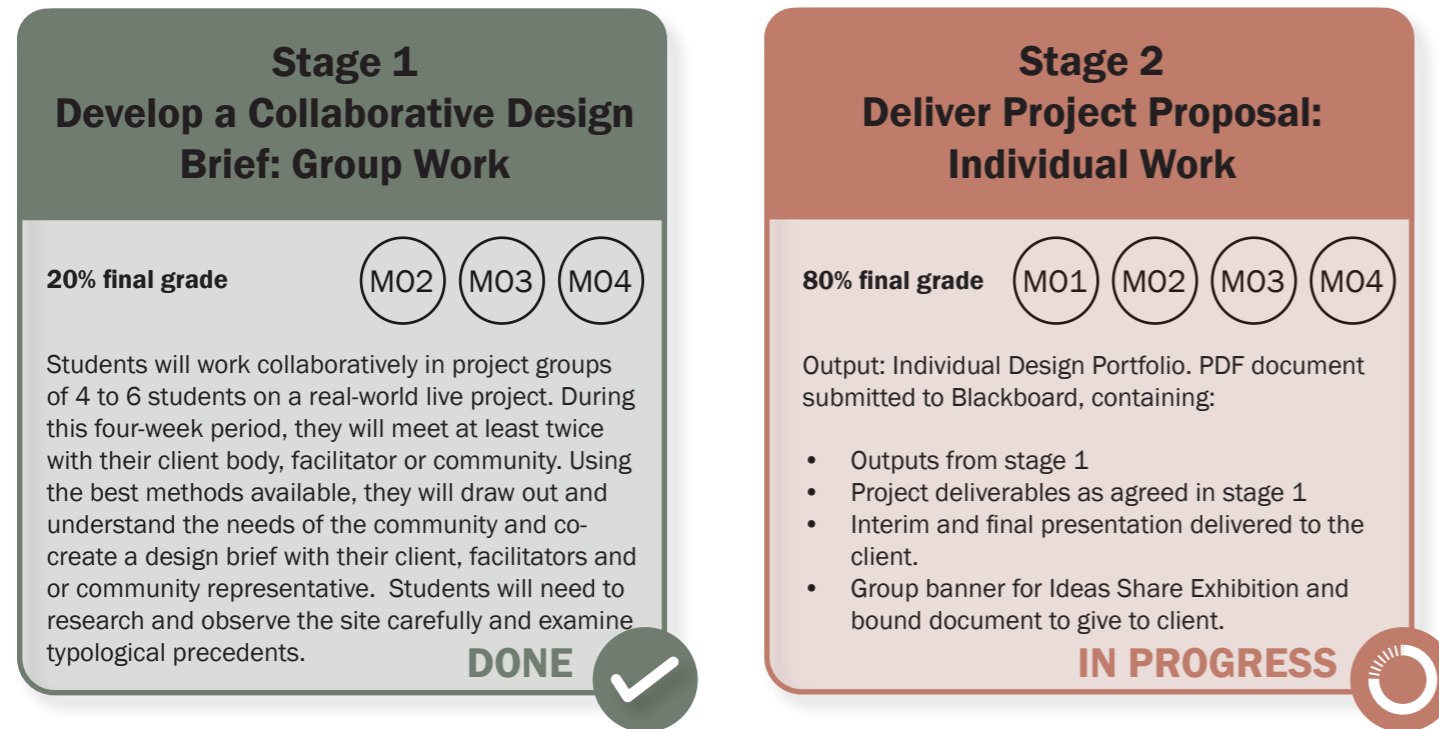 Stage 1
Develop a Collaborative Design
Brief: Group Work
20% final grade
MO2
MO3
MO4
Students will work collaboratively in project groups
of 4 to 6 students on a real-world live project. During
this four-week period, they will meet at least twice
with their client body, facilitator or community. Using
the best methods available, they will draw out and
understand the needs of the community and co-
create a design brief with their client, facilitators and
or community representative.  Students will need to
research and observe the site carefully and examine
typological precedents.
DONE
Stage 2
Deliver Project Proposal:
Individual Work
80% final grade
MO1
MO2
MO3
MO4
Output: Individual Design Portfolio. PDF document
submitted to Blackboard, containing:
• Outputs from stage 1
• Project deliverables as agreed in stage 1
• Interim and final presentation delivered to the
client.
• Group banner for Ideas Share Exhibition and
bound document to give to client.
IN PROGRESS